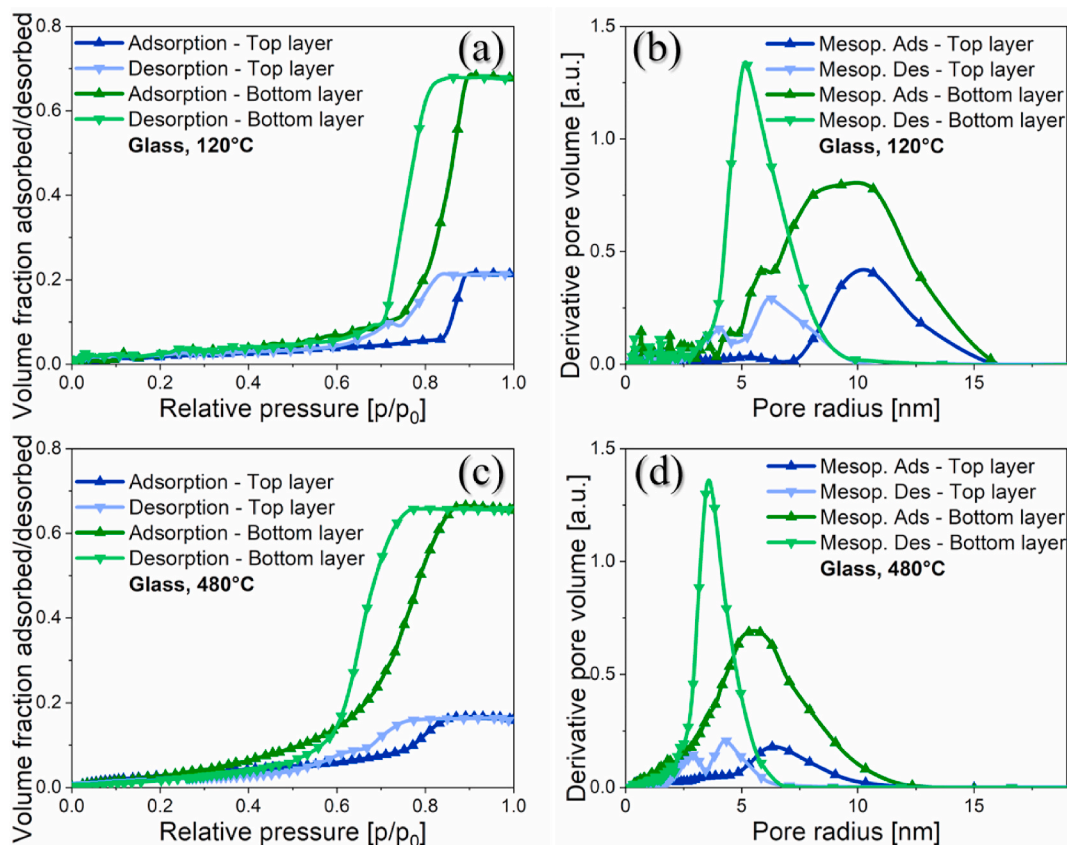 (a)
Volume fraction adsorbed/desorbed
0.8
0.6
0.4
0.2
0.0
Adsorption - Top layer
Desorption - Top layer
Adsorption - Bottom layer
Desorption - Bottom layer
Glass, 120°C
0.0 0.2 0.4 0.6 0.8 1.0
Relative pressure [p/p0]
(b)
Derivative pore volume [a.u.]
1.5
1.0
0.5
0.0
Mesop. Ads - Top layer
Mesop. Des - Top layer
Mesop. Ads - Bottom layer
Mesop. Des - Bottom layer
Glass, 120°C
0 5 10 15
Pore radius [nm]
(c)
Volume fraction adsorbed/desorbed
0.8
0.6
0.4
0.2
0.0
Adsorption - Top layer
Desorption - Top layer
Adsorption - Bottom layer
Desorption - Bottom layer
Glass, 480°C
0.0 0.2 0.4 0.6 0.8 1.0
Relative pressure [p/p0]
(d)
Derivative pore volume [a.u.]
1.5
1.0
0.5
0.0
Mesop. Ads - Top layer
Mesop. Des - Top layer
Mesop. Ads - Bottom layer
Mesop. Des - Bottom layer
Glass, 480°C
0 5 10 15
Pore radius [nm]